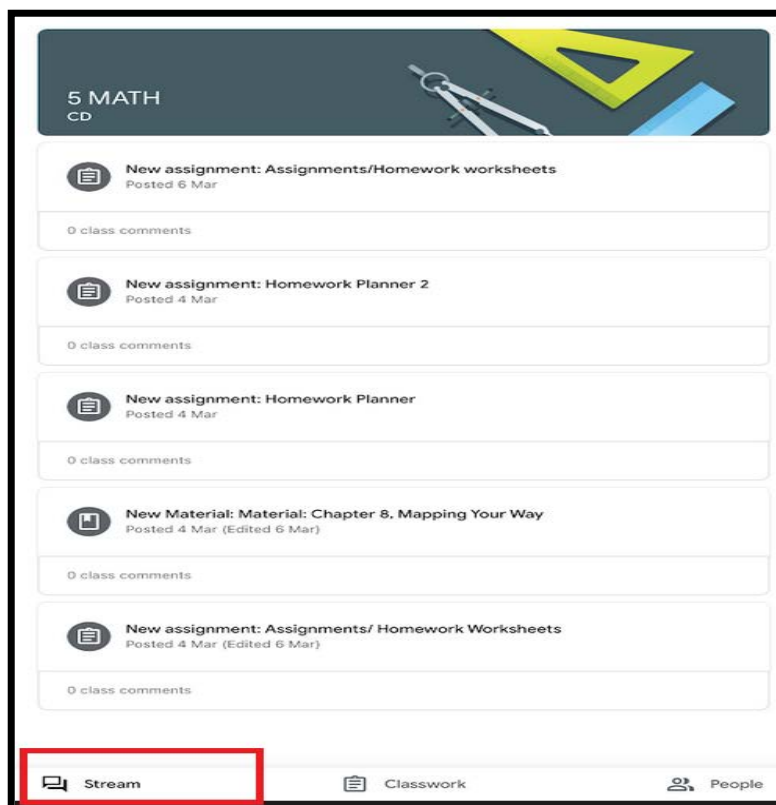 5 MATH
CD
New assignment: Assignments/Homework worksheets
Posted 6 Mar
0 class comments
New assignment: Homework Planner 2
Posted 4 Mar
0 class comments
New assignment: Homework Planner
Posted 4 Mar
0 class comments
New Material: Material: Chapter 8, Mapping Your Way
Posted 4 Mar (Edited 6 Mar)
0 class comments
New assignment: Assignments/ Homework Worksheets
Posted 4 Mar (Edited 6 Mar)
0 class comments
Stream Classwork People